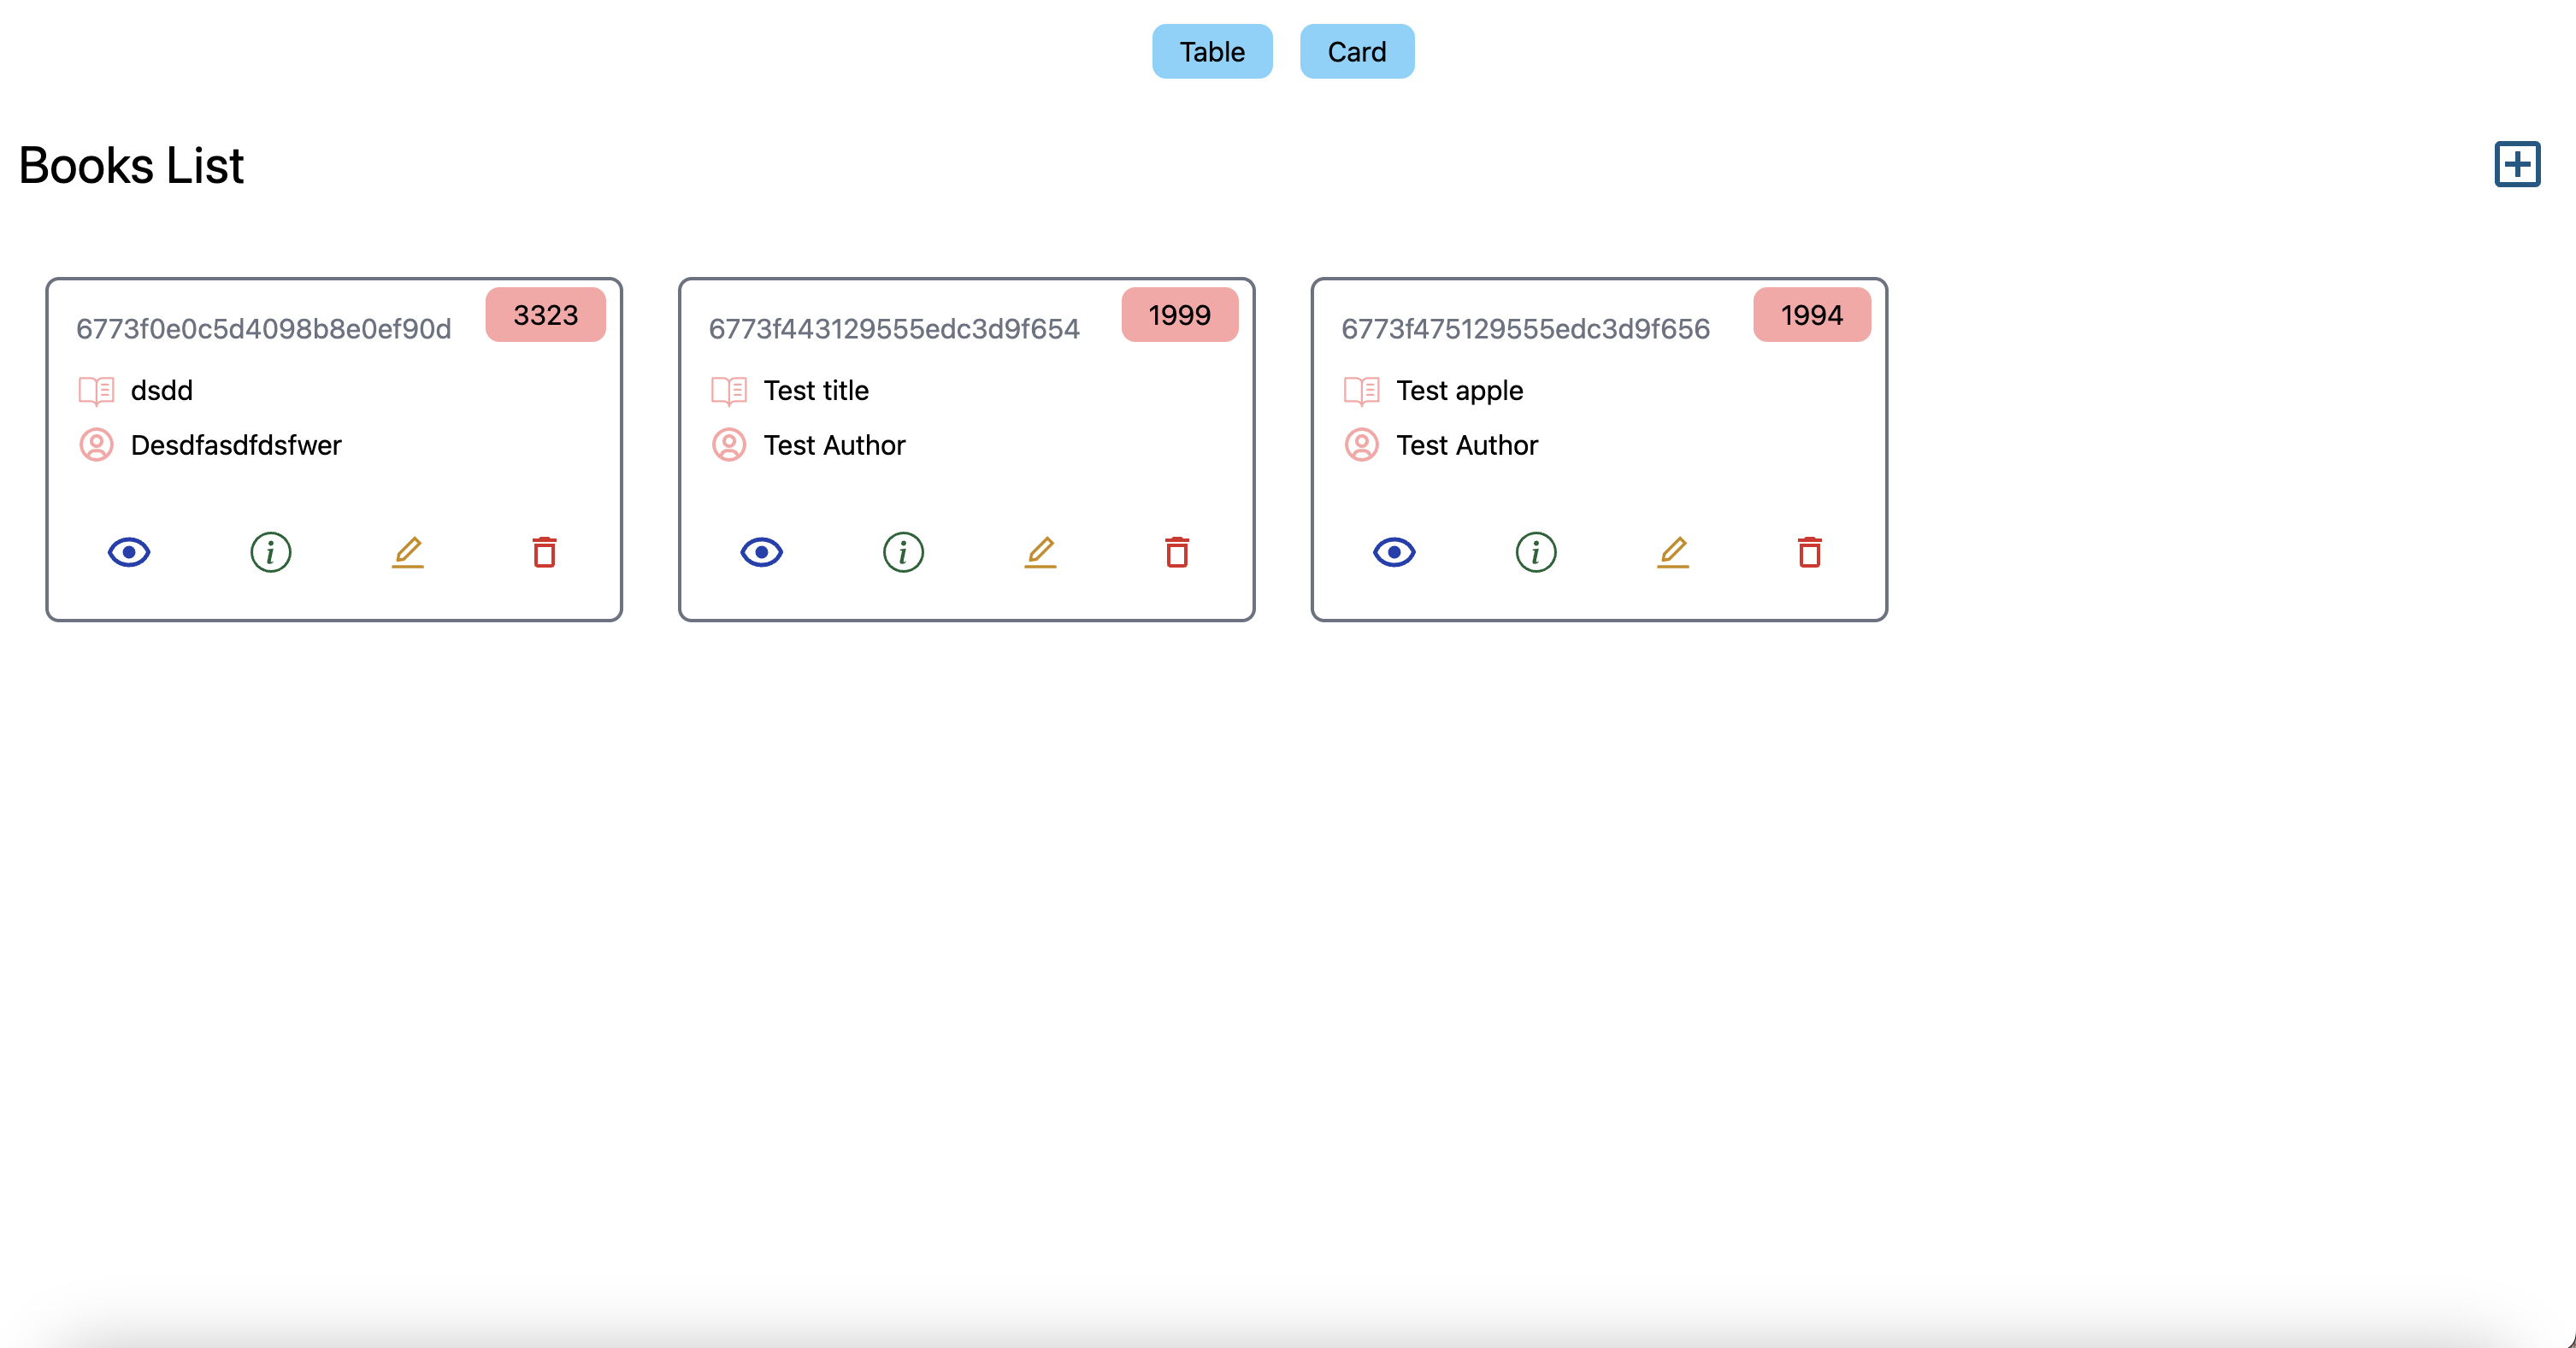 Table Card
Books List
6773f0e0c5d4098b8e0ef90d 3323
dsdd
Desdfasdfdsfwer
6773f443129555edc3d9f654 1999
Test title
Test Author
6773f475129555edc3d9f656 1994
Test apple
Test Author